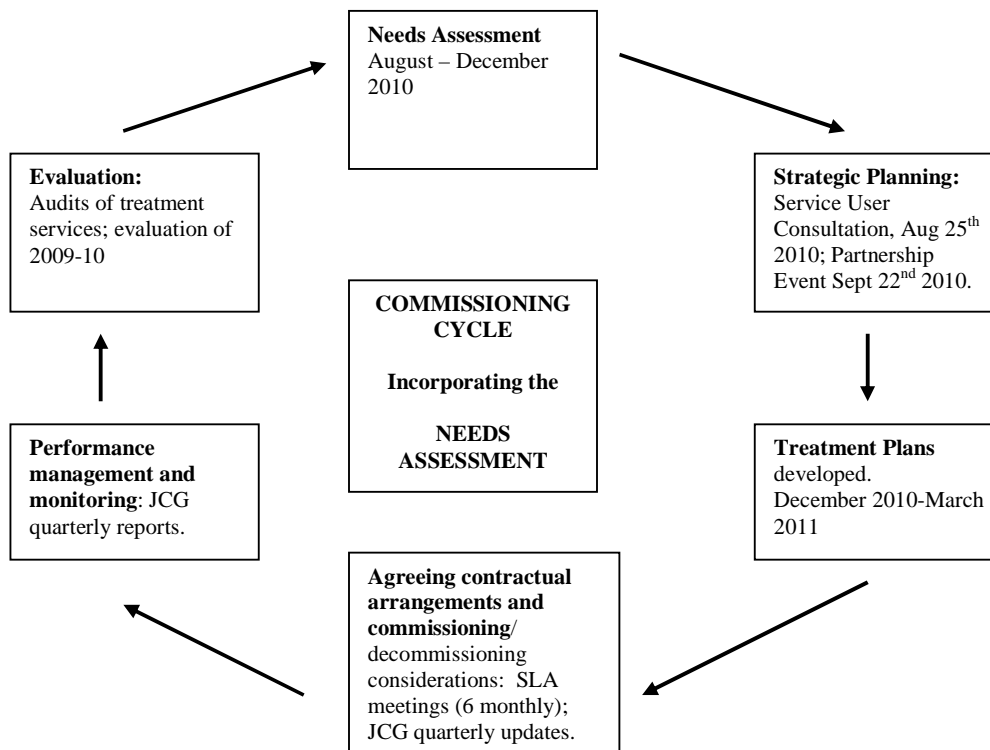 Needs Assessment
August – December
2010
Strategic Planning:
Service User
Consultation, Aug 25th
2010; Partnership
Event Sept 22nd 2010.
Treatment Plans
developed.
December 2010-March
2011
Agreeing contractual
arrangements and
commissioning/
decommissioning
considerations: SLA
meetings (6 monthly);
JCG quarterly updates.
Performance
management and
monitoring: JCG
quarterly reports.
Evaluation:
Audits of treatment
services; evaluation of
2009-10
COMMISSIONING
CYCLE
Incorporating the
NEEDS
ASSESSMENT